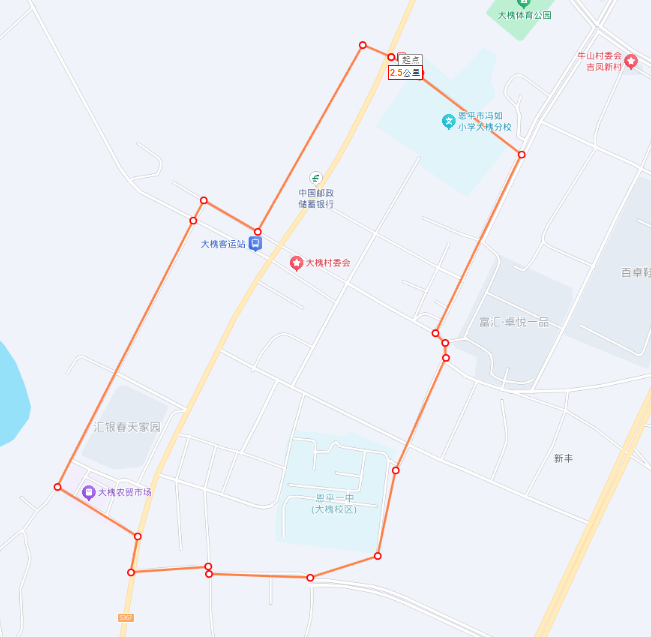 大槐体育公园
牛山村委会
吉凤新村
起点
2.5公里
恩平市冯如
小学大槐分校
中国邮政
储蓄银行
大槐客运站
大槐村委会
百卓鞋
富汇·卓悦一品
汇银春天家园
新丰
大槐农贸市场
恩平一中
(大槐校区)